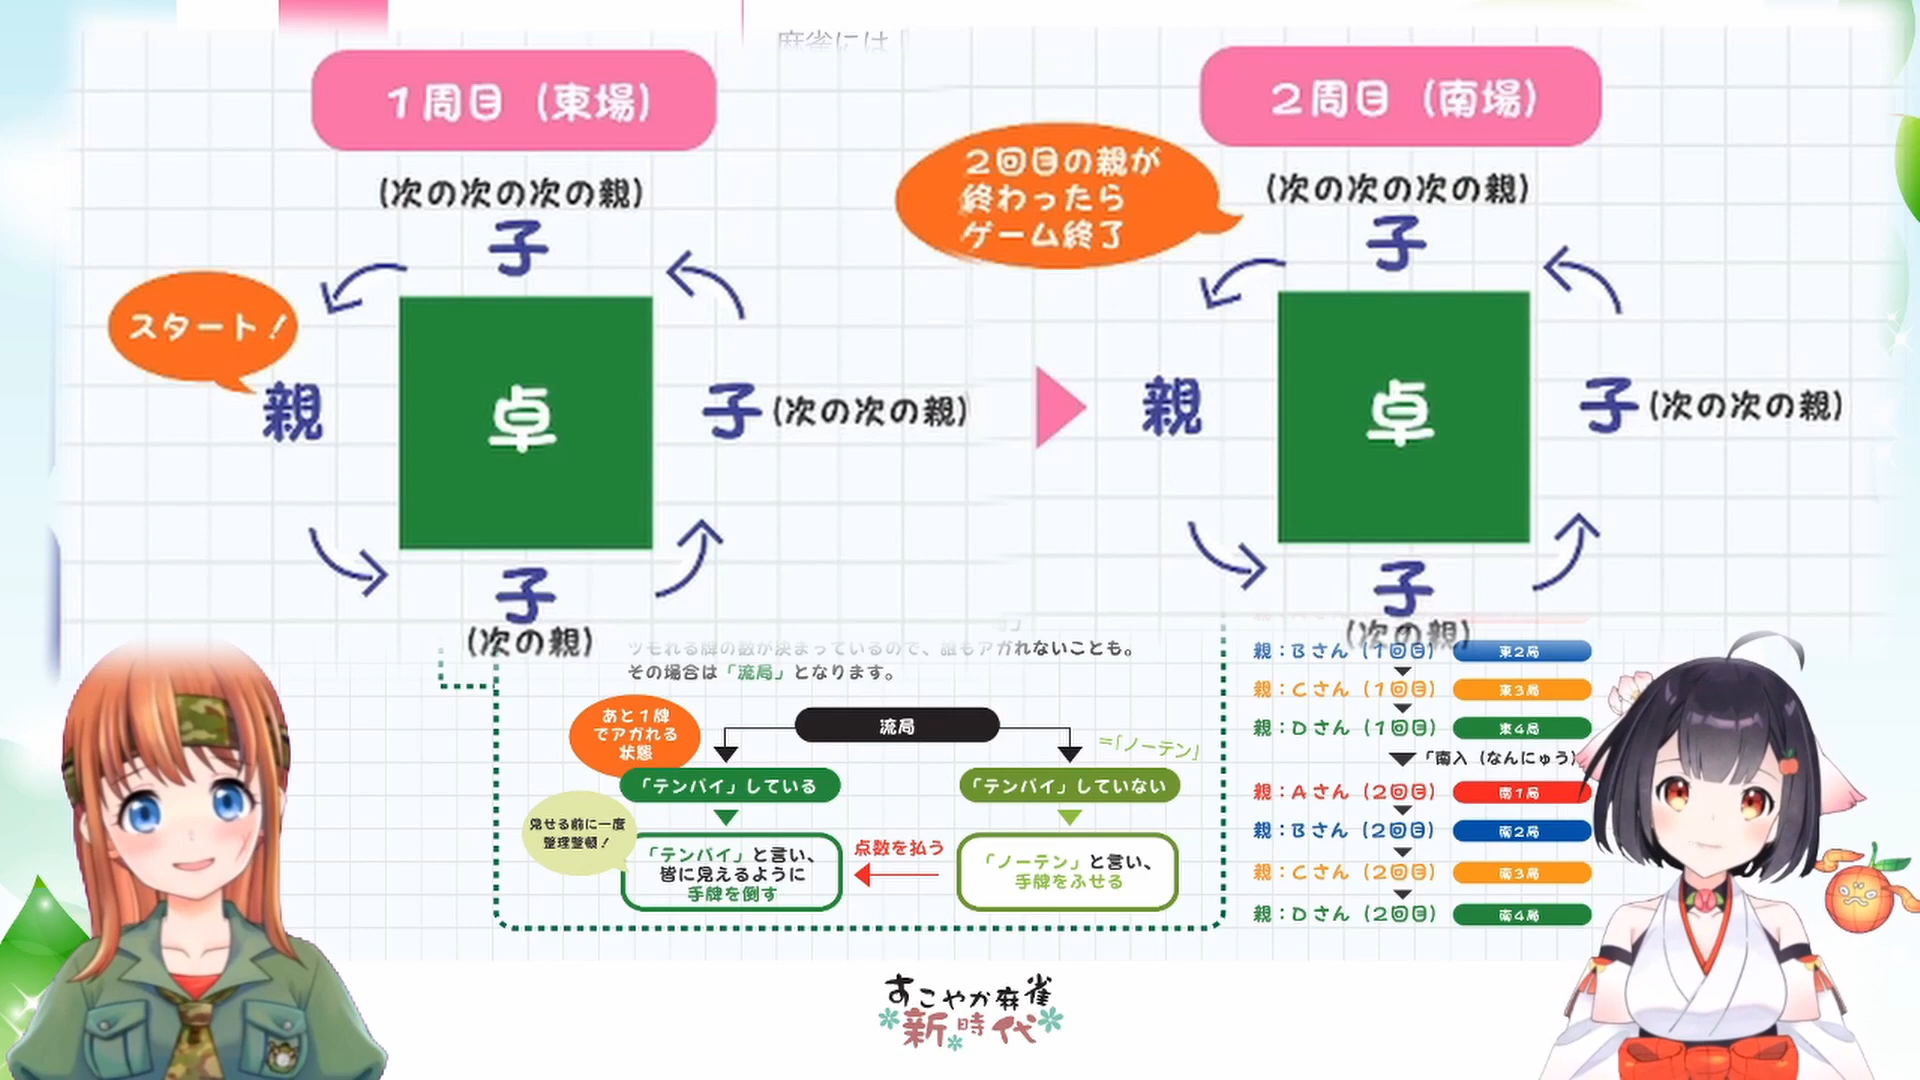 麻雀には
1周目（東場）
(次の次の次の親)
子
スタート！
親
卓
子(次の次の親)
子
(次の親)
2周目（南場）
2回目の親が
終わったら
ゲーム終了
(次の次の次の親)
子
親
卓
子(次の次の親)
子
(次の親)
ツモれる牌の数が決まっているので、誰もアガれないことも。
その場合は「流局」となります。
あと1牌
でアガれる
状態
流局
=「ノーテン」
「テンパイ」している
「テンパイ」していない
見せる前に一度
整理整頓！
「テンパイ」と言い、
皆に見えるように
手牌を倒す
点数を払う
「ノーテン」と言い、
手牌をふせる
親：Bさん（1回目） 東2局
親：Cさん（1回目） 東3局
親：Dさん（1回目） 東4局
「南入（なんにゅう）
親：Aさん（2回目） 南1局
親：Bさん（2回目） 南2局
親：Cさん（2回目） 南3局
親：Dさん（2回目） 南4局
すこやか麻雀
新時代